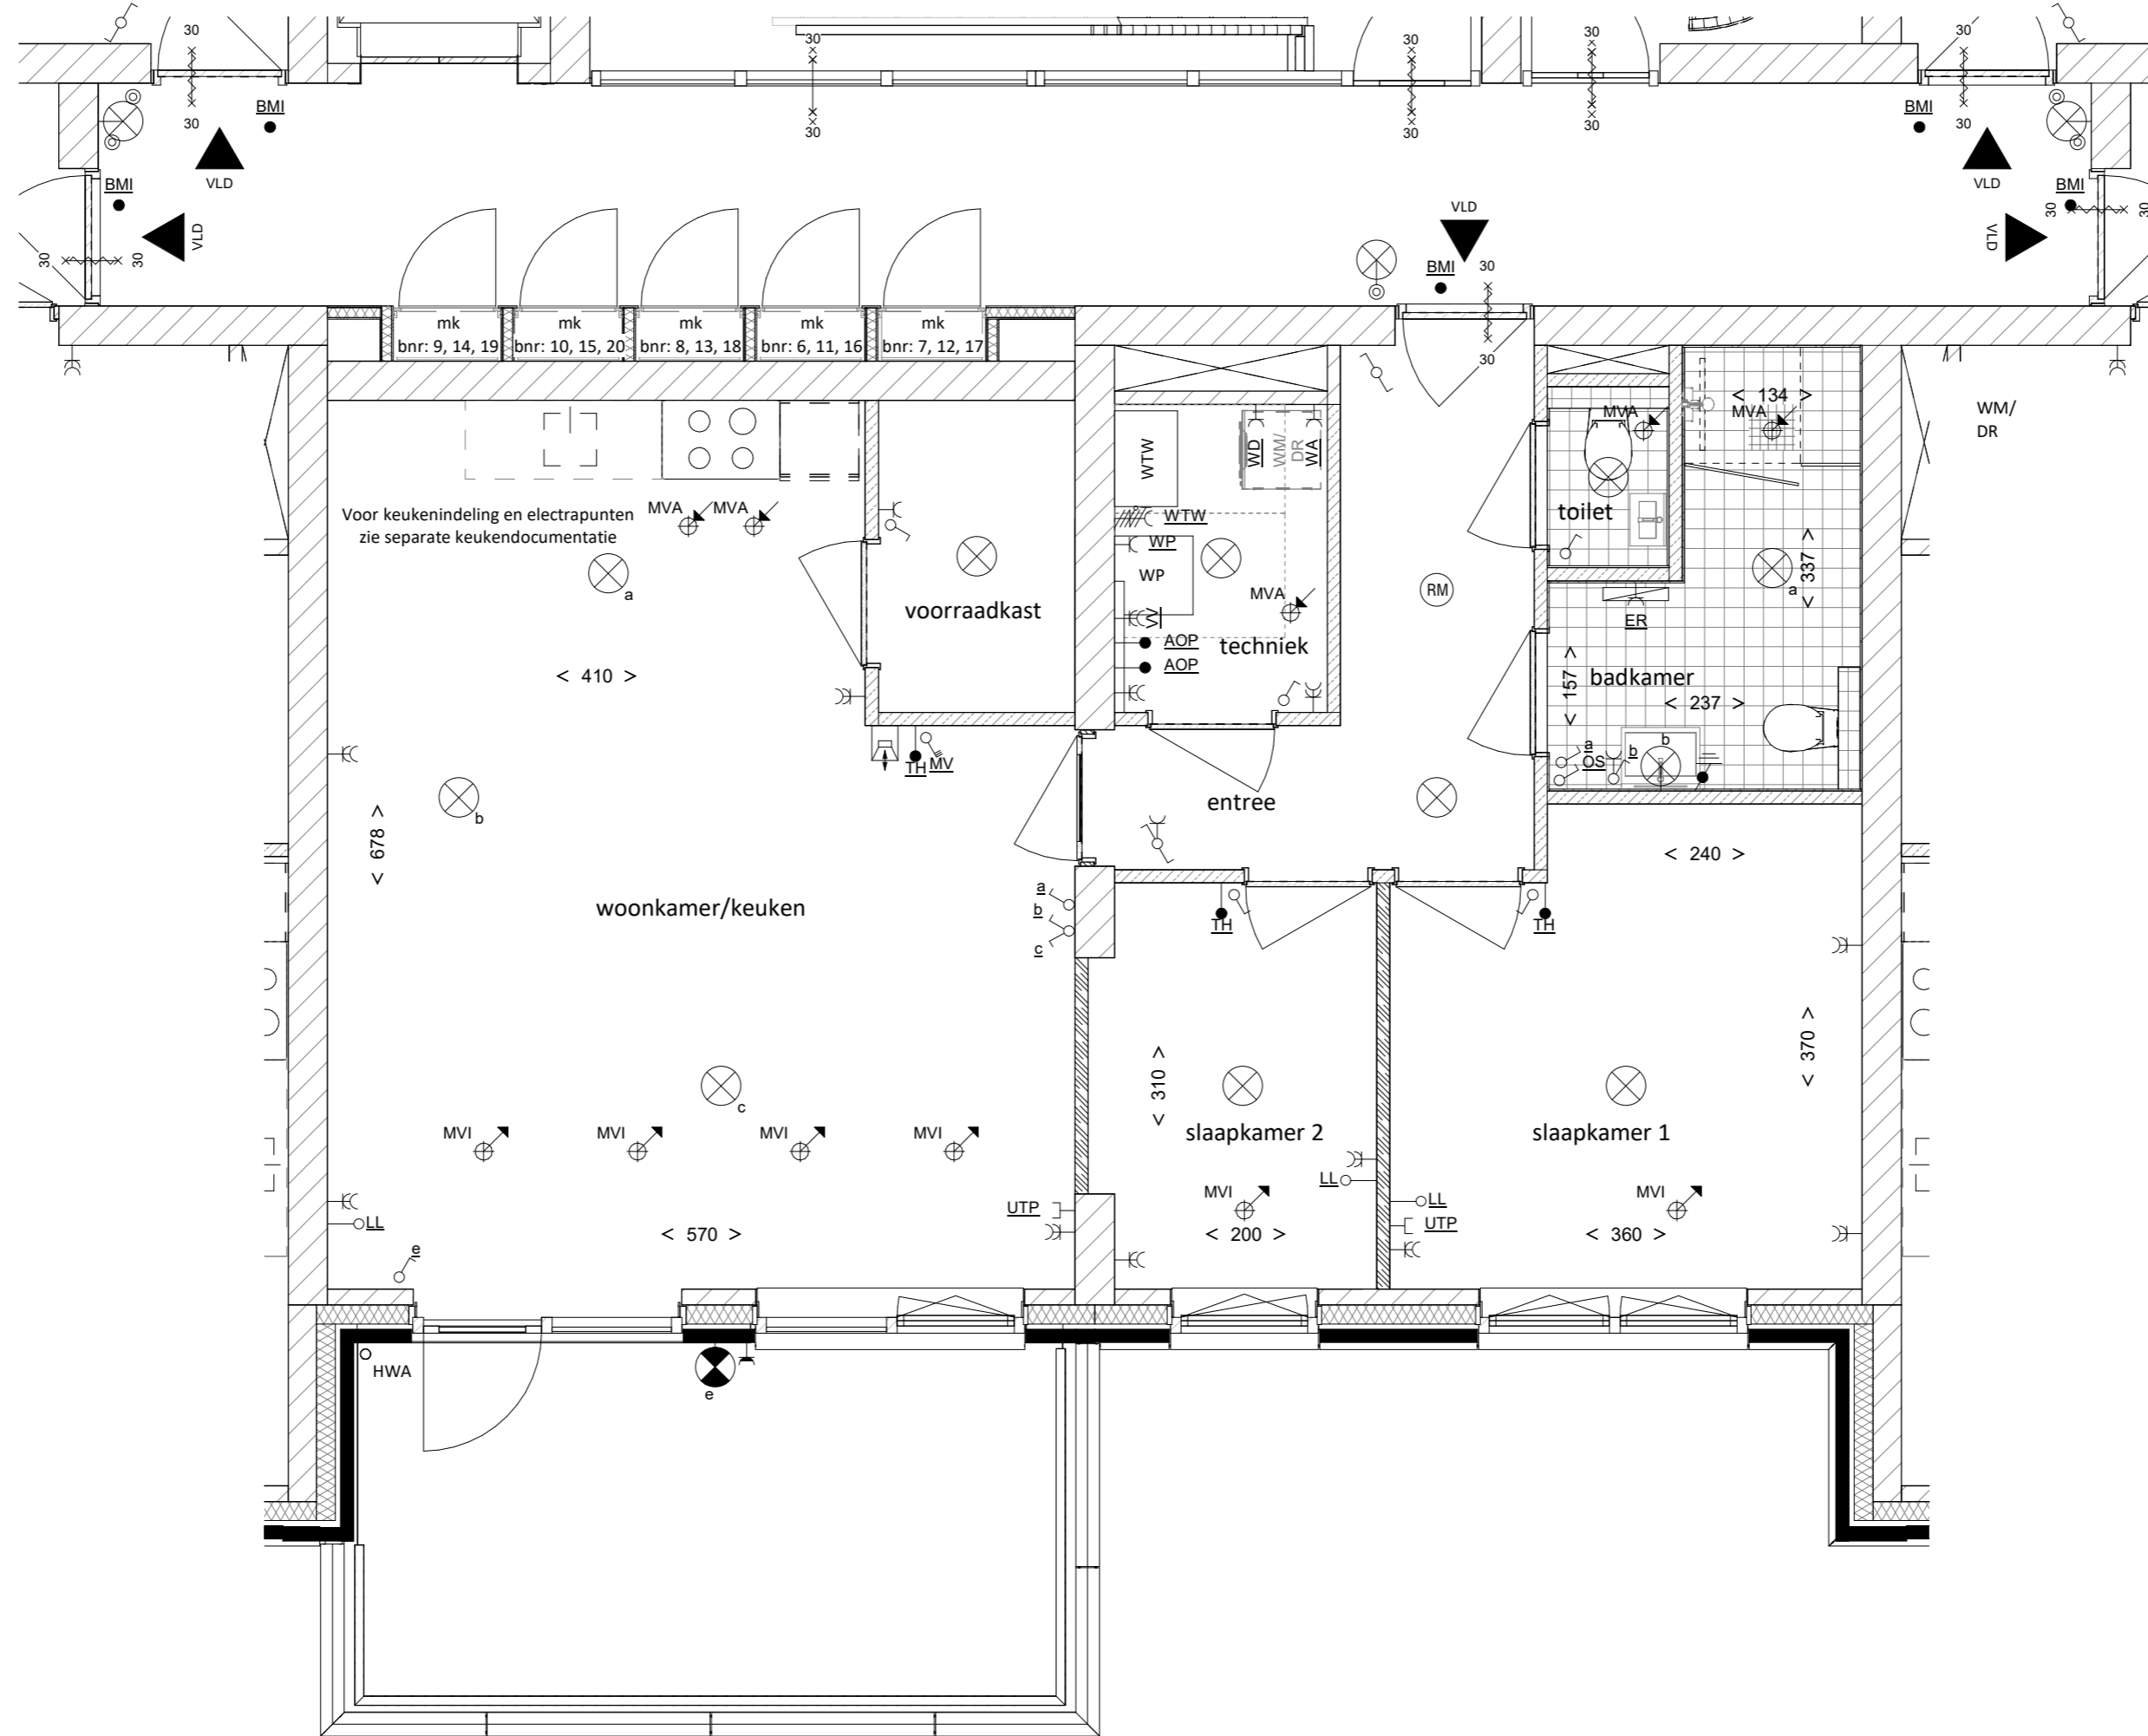 30
30
30
30
30
30
30
30
30
30
BMI
VLD
BMI
VLD
30
30
BMI
VLD
BMI
VLD
30
30
VLD
BMI
30
30
mk
bnr: 9, 14, 19
mk
bnr: 10, 15, 20
mk
bnr: 8, 13, 18
mk
bnr: 6, 11, 16
mk
bnr: 7, 12, 17
WM/
DR
Voor keukenindeling en electrapunten
zie separate keukendocumentatie
MVA
MVA
a
< 410 >
voorraadkast
WTW
WD
WM/
DR
WA
WTW
WP
WP
VV
MVA
AOP
AOP
techniek
RM
MVA
toilet
< 134 >
MVA
< 337 >
a
ER
< 157 >
badkamer
< 237 >
a
OS
b
b
TH
MV
b
< 678 >
entree
< 240 >
woonkamer/keuken
a
b
c
TH
TH
c
< 310 >
< 370 >
slaapkamer 2
slaapkamer 1
MVI
MVI
MVI
MVI
LL
LL
MVI
MVI
UTP
UTP
LL
e
< 570 >
< 200 >
< 360 >
HWA
e